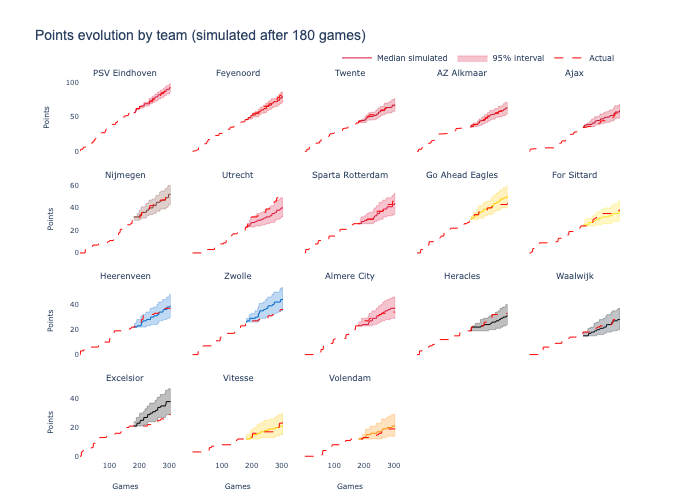 Points evolution by team (simulated after 180 games)
Median simulated 95% interval Actual
PSV Eindhoven Feyenoord Twente AZ Alkmaar Ajax
100
50
0
Points
Nijmegen Utrecht Sparta Rotterdam Go Ahead Eagles For Sittard
60
40
20
0
Points
Heerenveen Zwolle Almere City Heracles Waalwijk
40
20
0
Points
Excelsior Vitesse Volendam
40
20
0
Points
100 200 300 100 200 300 100 200 300
Games Games Games